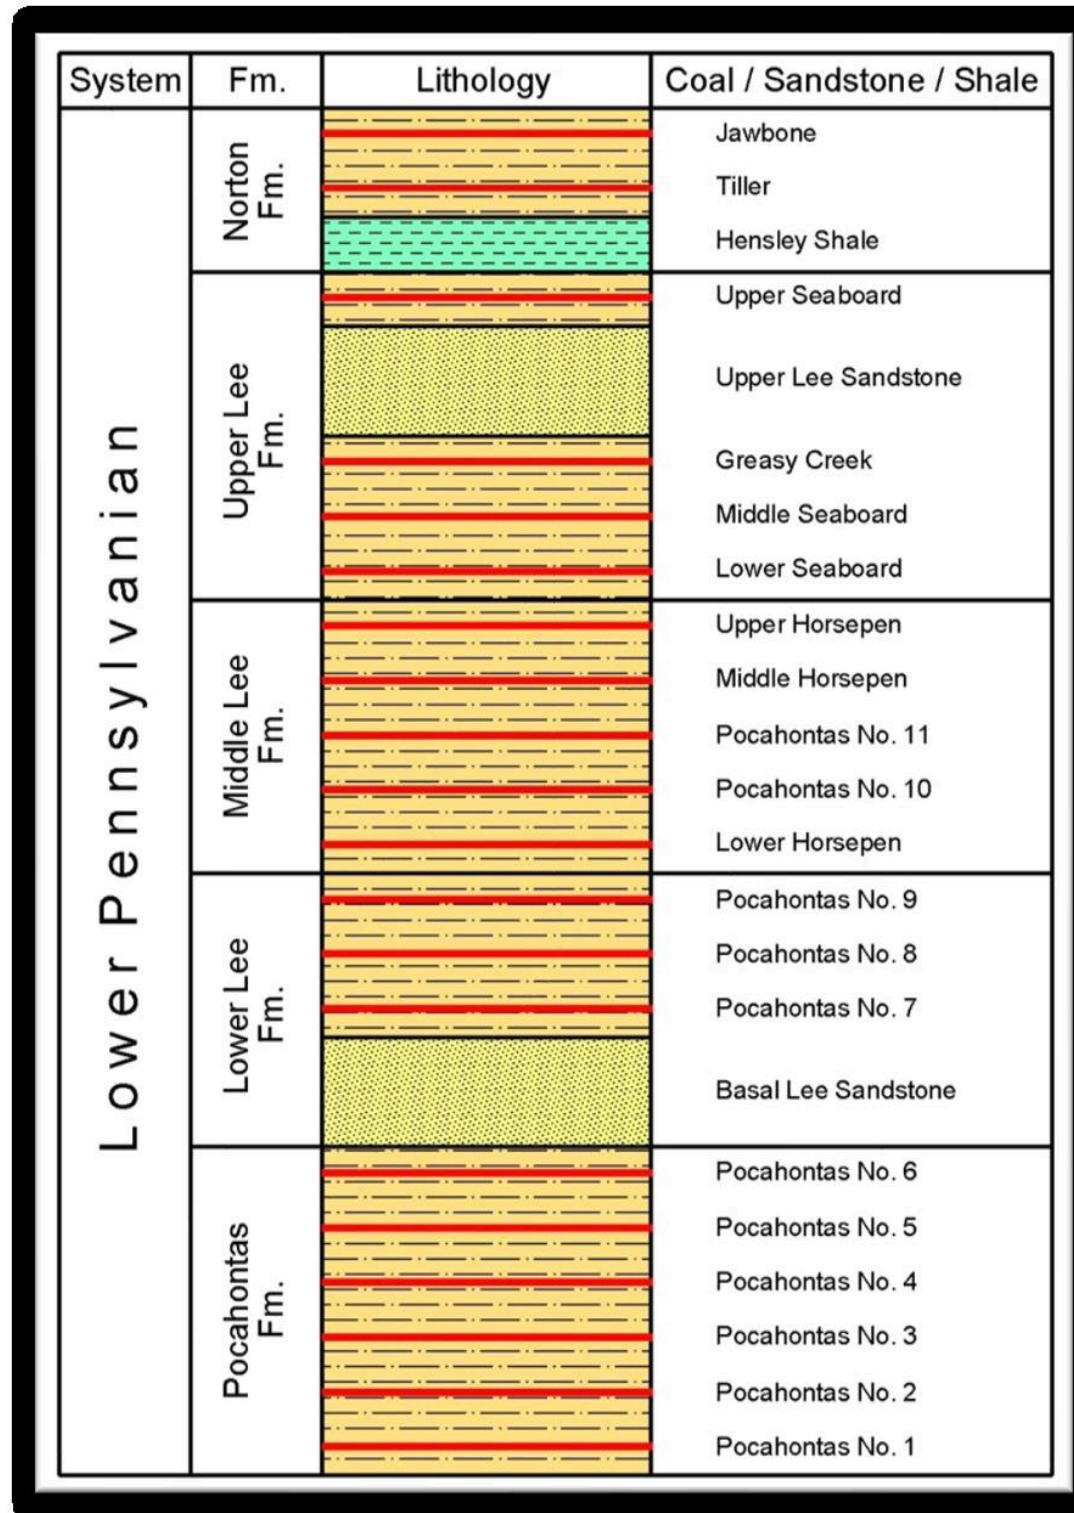 System Fm. Lithology Coal / Sandstone / Shale
Lower Pennsylvanian
Norton
Fm.
Jawbone
Tiller
Hensley Shale
Upper Lee
Fm.
Upper Seaboard
Upper Lee Sandstone
Greasy Creek
Middle Seaboard
Lower Seaboard
Middle Lee
Fm.
Upper Horsepen
Middle Horsepen
Pocahontas No. 11
Pocahontas No. 10
Lower Horsepen
Lower Lee
Fm.
Pocahontas No. 9
Pocahontas No. 8
Pocahontas No. 7
Basal Lee Sandstone
Pocahontas
Fm.
Pocahontas No. 6
Pocahontas No. 5
Pocahontas No. 4
Pocahontas No. 3
Pocahontas No. 2
Pocahontas No. 1